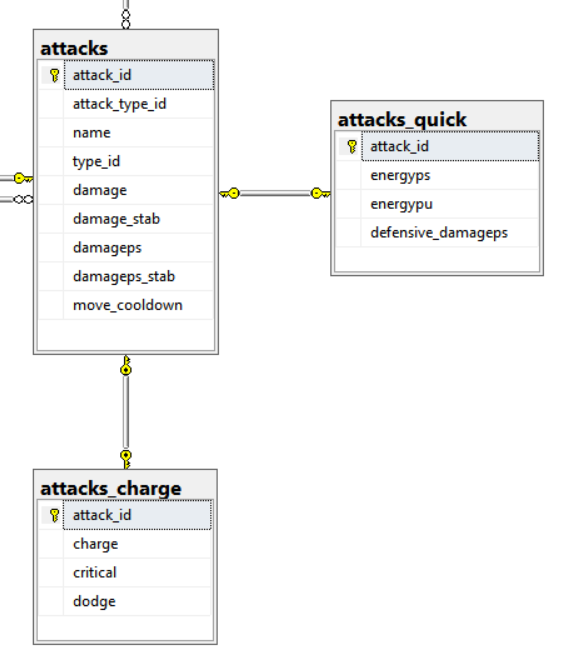 attacks
attack_id
attack_type_id
name
type_id
damage
damage_stab
damageps
damageps_stab
move_cooldown
attacks_quick
attack_id
energyps
energypu
defensive_damageps
attacks_charge
attack_id
charge
critical
dodge